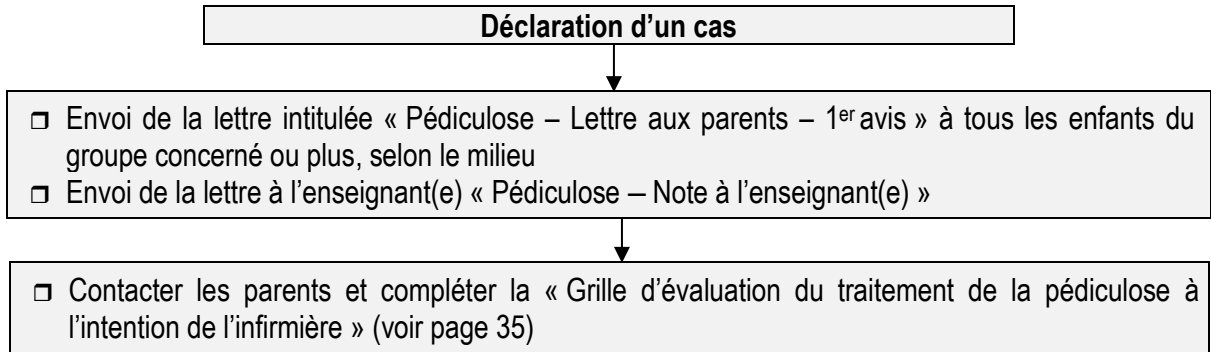 Déclaration d’un cas
❒ Envoi de la lettre intitulée « Pédiculose – Lettre aux parents – 1er avis » à tous les enfants du
groupe concerné ou plus, selon le milieu
❒ Envoi de la lettre à l’enseignant(e) « Pédiculose – Note à l’enseignant(e) »
❒ Contacter les parents et compléter la « Grille d’évaluation du traitement de la pédiculose à
l’intention de l’infirmière » (voir page 35)